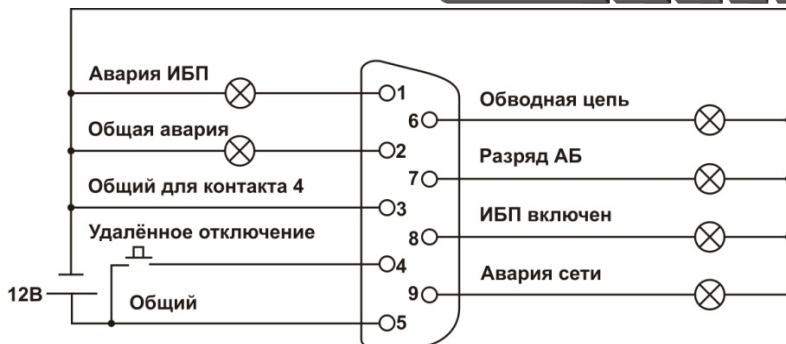 Авария ИБП
1
Обводная цепь
6
Общая авария
2
Разряд АБ
7
Общий для контакта 4
3
ИБП включен
8
Удалённое отключение
4
Авария сети
9
12В
Общий
5